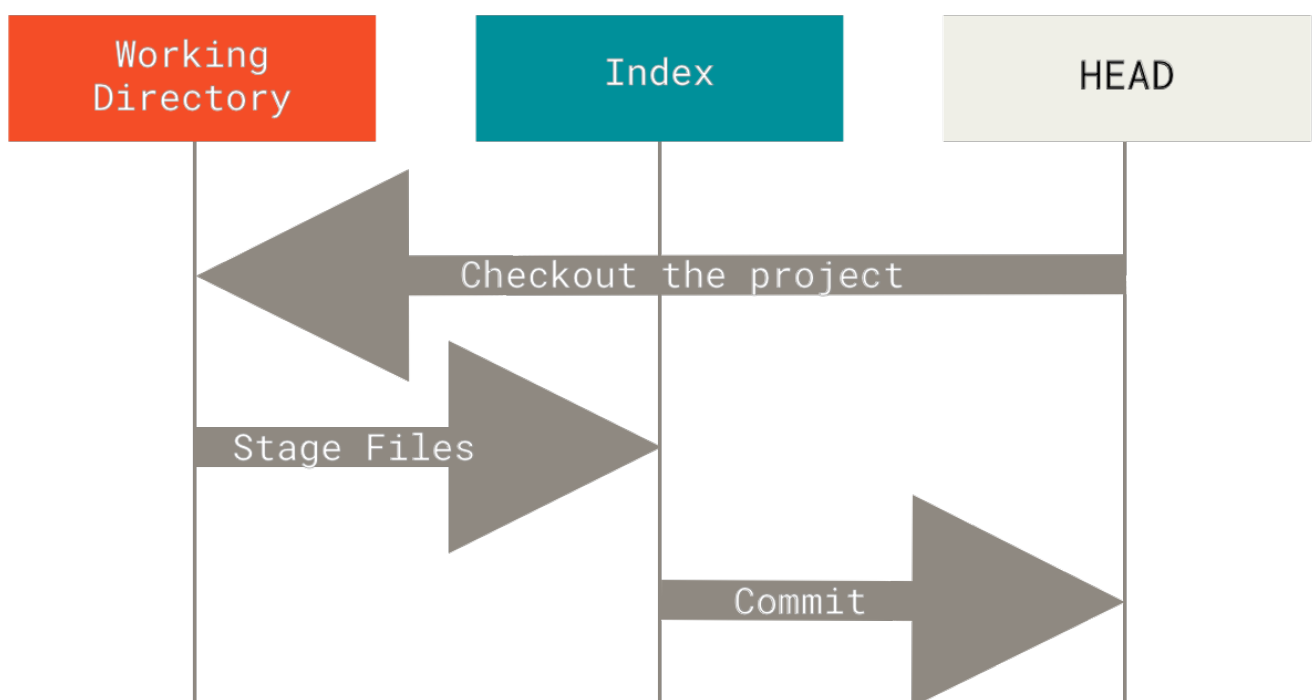 Working
Directory
Index
HEAD
Checkout the project
Stage Files
Commit